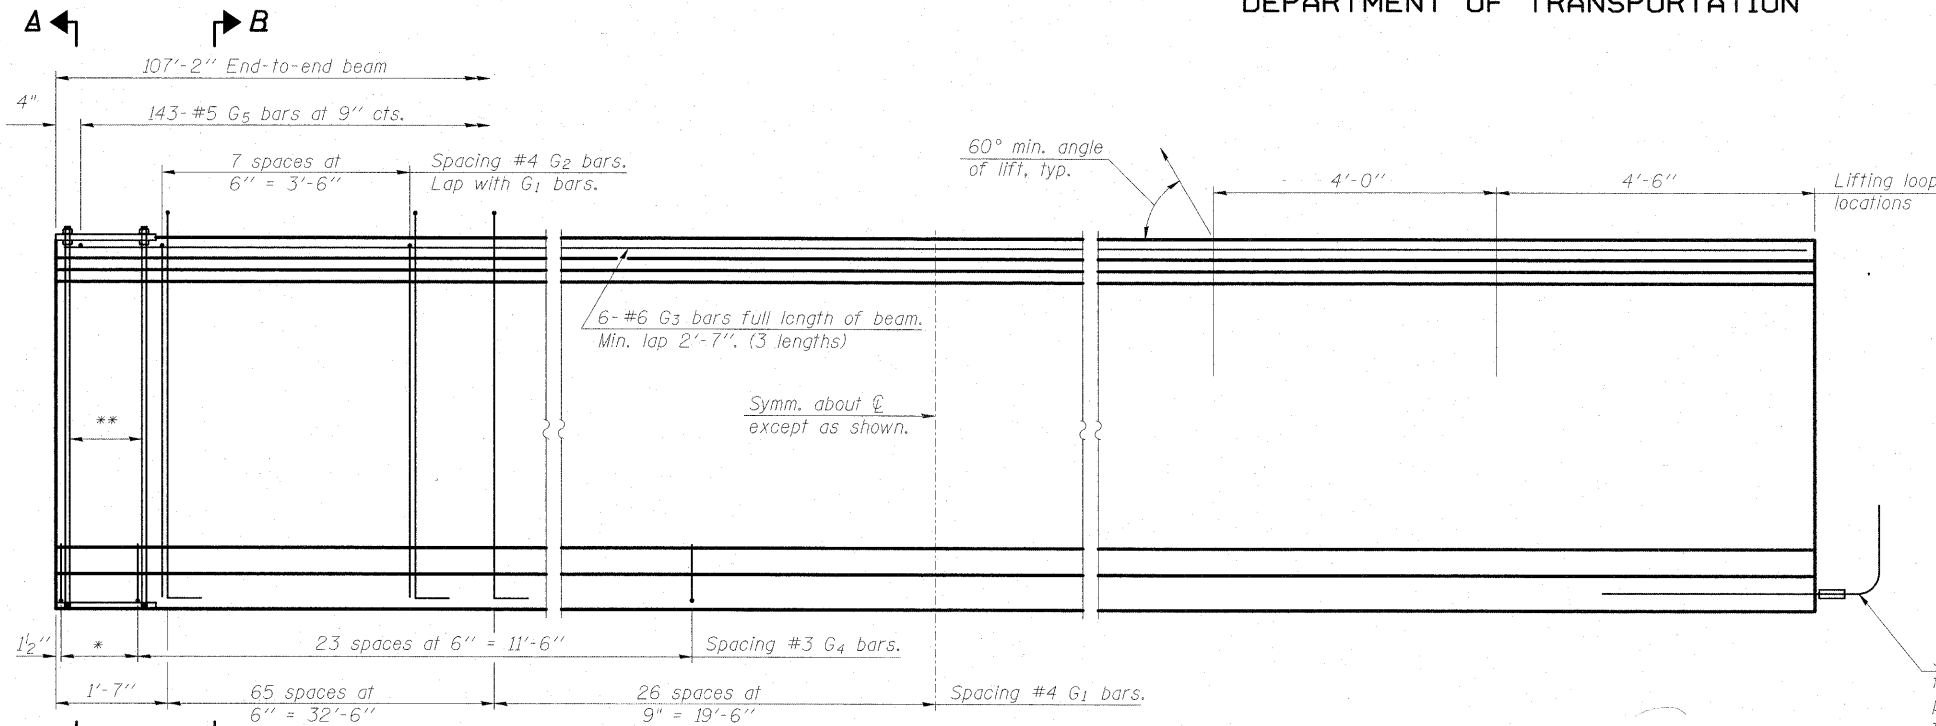 DEPARTMENT OF TRANSPORTATION
A
B
107'-2" End-to-end beam
4"
143-#5 G5 bars at 9" cts.
7 spaces at
6" = 3'-6"
Spacing #4 G2 bars.
Lap with G1 bars.
60° min. angle
of lift, typ.
4'-0"
4'-6"
Lifting loop
locations
6-#6 G3 bars full length of beam.
Min. lap 2'-7". (3 lengths)
Symm. about ℄
except as shown.
**
1½"
*
23 spaces at 6" = 11'-6"
Spacing #3 G4 bars.
1'-7"
65 spaces at
6" = 32'-6"
26 spaces at
9" = 19'-6"
Spacing #4 G1 bars.